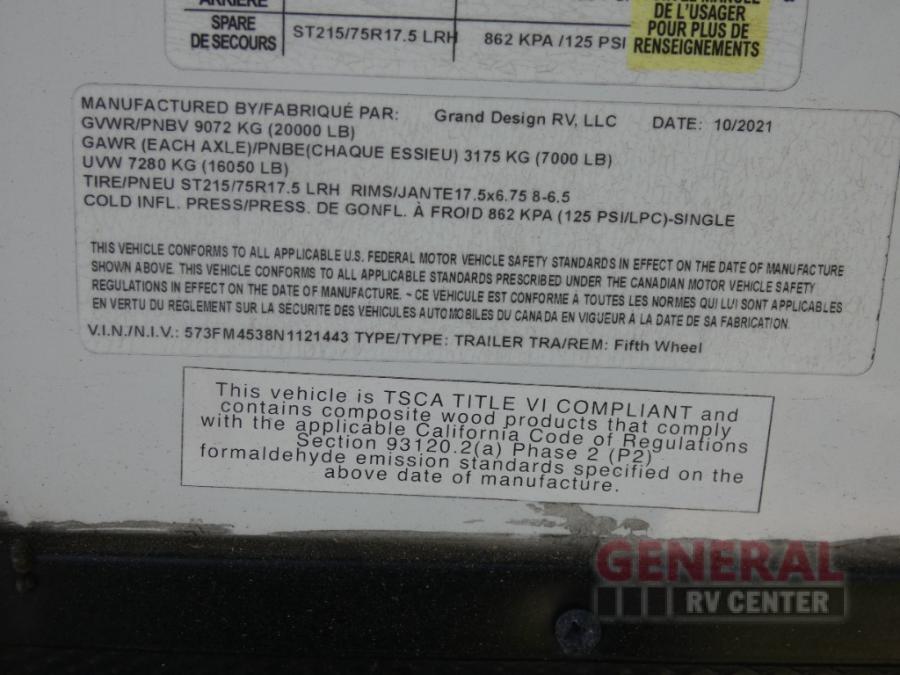 ARRIÈRE
SPARE
DE SECOURS
ST215/75R17.5 LRH
862 KPA /125 PSI
DE L'USAGER
POUR PLUS DE
RENSEIGNEMENTS
MANUFACTURED BY/FABRIQUÉ PAR: Grand Design RV, LLC DATE: 10/2021
GVWR/PNBV 9072 KG (20000 LB)
GAWR (EACH AXLE)/PNBE(CHAQUE ESSIEU) 3175 KG (7000 LB)
UVW 7280 KG (16050 LB)
TIRE/PNEU ST215/75R17.5 LRH RIMS/JANTE17.5x6.75 8-6.5
COLD INFL. PRESS/PRESS. DE GONFL. À FROID 862 KPA (125 PSI/LPC)-SINGLE
THIS VEHICLE CONFORMS TO ALL APPLICABLE U.S. FEDERAL MOTOR VEHICLE SAFETY STANDARDS IN EFFECT ON THE DATE OF MANUFACTURE
SHOWN ABOVE. THIS VEHICLE CONFORMS TO ALL APPLICABLE STANDARDS PRESCRIBED UNDER THE CANADIAN MOTOR VEHICLE SAFETY
REGULATIONS IN EFFECT ON THE DATE OF MANUFACTURE. ~ CE VEHICULE EST CONFORME A TOUTES LES NORMES QUI LUI SONT APPLICABLES
EN VERTU DU REGLEMENT SUR LA SECURITE DES VEHICULES AUTOMOBILES DU CANADA EN VIGUEUR À LA DATE DE SA FABRICATION.
V.I.N./N.I.V.: 573FM4538N1121443 TYPE/TYPE: TRAILER TRA/REM: Fifth Wheel
This vehicle is TSCA TITLE VI COMPLIANT and
contains composite wood products that comply
with the applicable California Code of Regulations
Section 93120.2(a) Phase 2 (P2)
formaldehyde emission standards specified on the
above date of manufacture.
GENERAL
RV CENTER